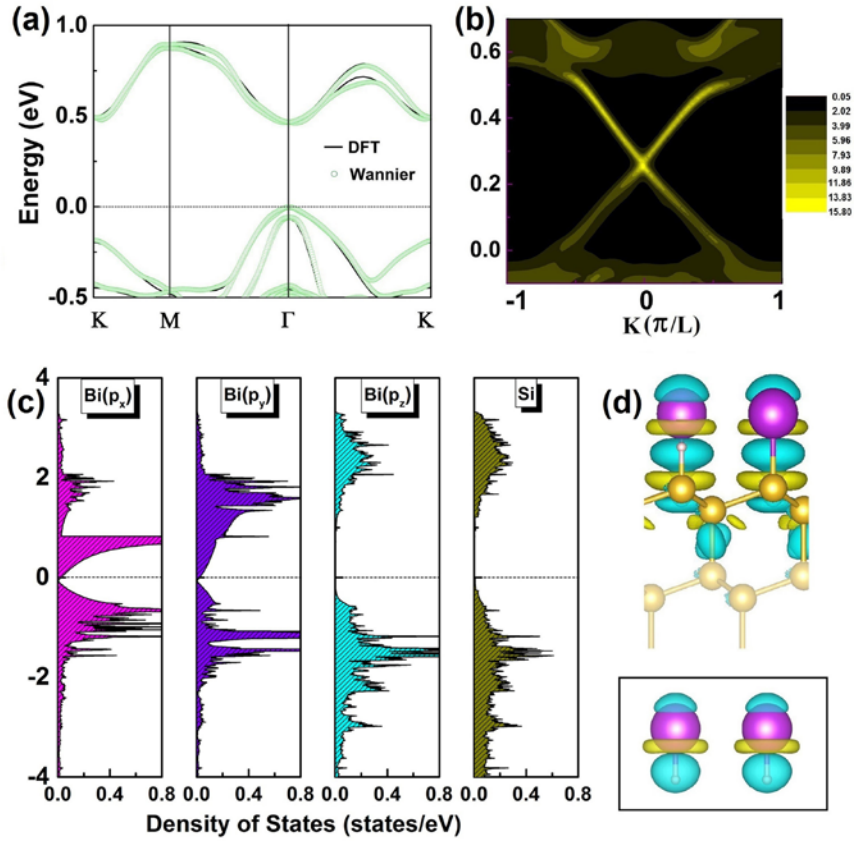 (a)
1.0
0.5
0.0
-0.5
Energy (eV)
DFT
Wannier
K M Γ K
(b)
0.6
0.4
0.2
0.0
-1 0 1
K(π/L)
0.05
2.02
3.99
5.96
7.93
9.89
11.86
13.83
15.80
(c)
4
2
0
-2
-4
Bi(px)
Bi(py)
Bi(pz)
Si
0.0 0.4 0.8 0.0 0.4 0.8 0.0 0.4 0.8 0.0 0.4 0.8
Density of States (states/eV)
(d)